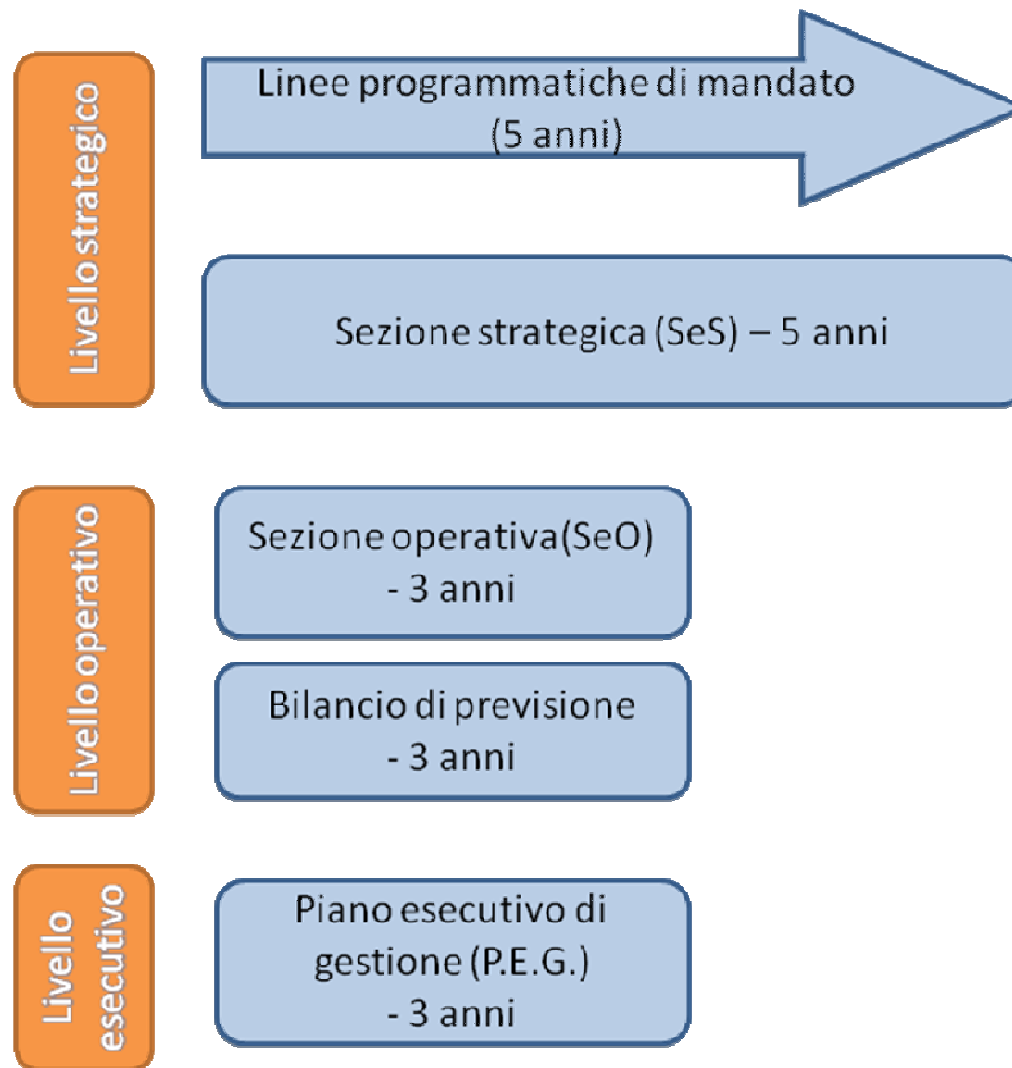 Livello strategico
Linee programmatiche di mandato
(5 anni)
Sezione strategica (SeS) – 5 anni
Livello operativo
Sezione operativa(SeO)
- 3 anni
Bilancio di previsione
- 3 anni
Livello
esecutivo
Piano esecutivo di
gestione (P.E.G.)
- 3 anni